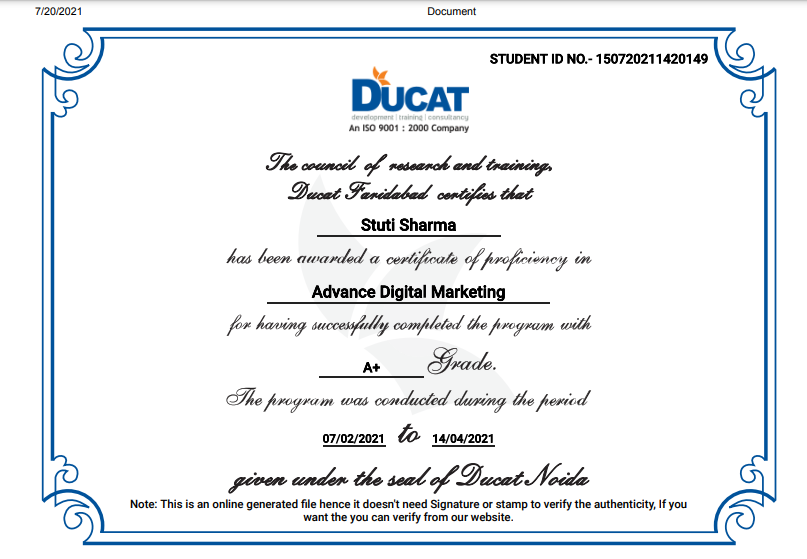 7/20/2021 Document
STUDENT ID NO.- 150720211420149
DUCAT
development | training | consultancy
An ISO 9001 : 2000 Company
The council of research and training,
Ducat Faridabad certifies that
Stuti Sharma
has been awarded a certificate of proficiency in
Advance Digital Marketing
for having successfully completed the program with
A+ Grade.
The program was conducted during the period
07/02/2021 to 14/04/2021
given under the seal of Ducat Noida
Note: This is an online generated file hence it doesn't need Signature or stamp to verify the authenticity, If you
want the you can verify from our website.